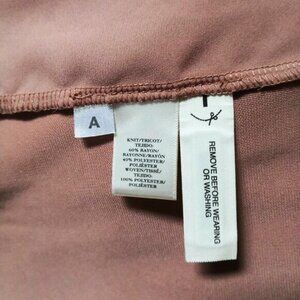 A
KNIT/TRICOT/
TEJIDO
60% RAYON/
RAYONNE/RAYÓN
40% POLYESTER/
POLIÉSTER
WOVEN/TISSÉ/
TEJIDO
100% POLYESTER/
POLIÉSTER
REMOVE BEFORE WEARING
OR WASHING